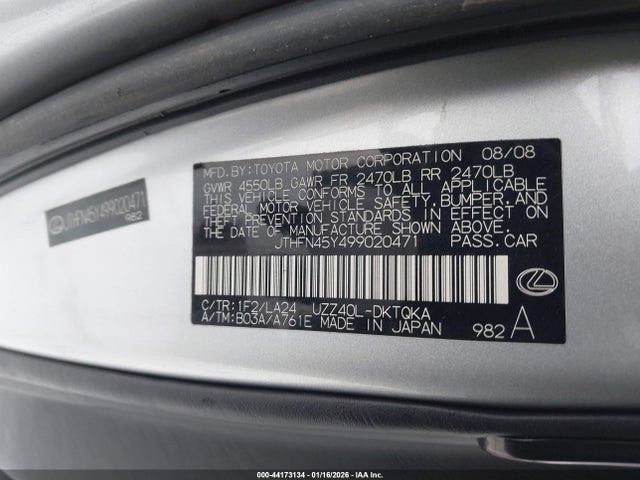 MFD. BY: TOYOTA MOTOR CORPORATION 08/08
GVWR 4550LB GAWR FR 2470LB RR 2470LB
THIS VEHICLE CONFORMS TO ALL APPLICABLE
FEDERAL MOTOR VEHICLE SAFETY, BUMPER, AND
THEFT PREVENTION STANDARDS IN EFFECT ON
THE DATE OF MANUFACTURE SHOWN ABOVE.
JTHFN45Y499020471 PASS.CAR
C/TR: 1F2/LA24 UZZ40L-DKTQKA
A/TM: B03A/A761E MADE IN JAPAN 982 A
JTHFN45Y499020471
982
000-44173134 | 01/16/2026 | IAA Inc.